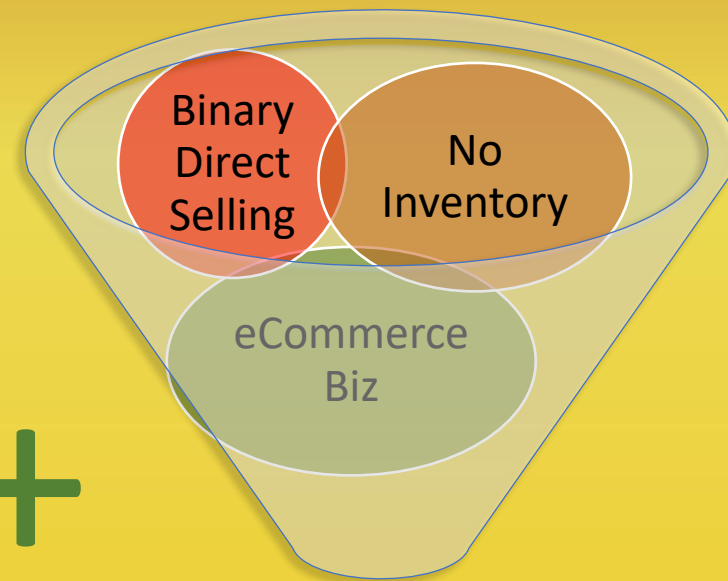 Binary
Direct
Selling
No
Inventory
eCommerce
Biz
+